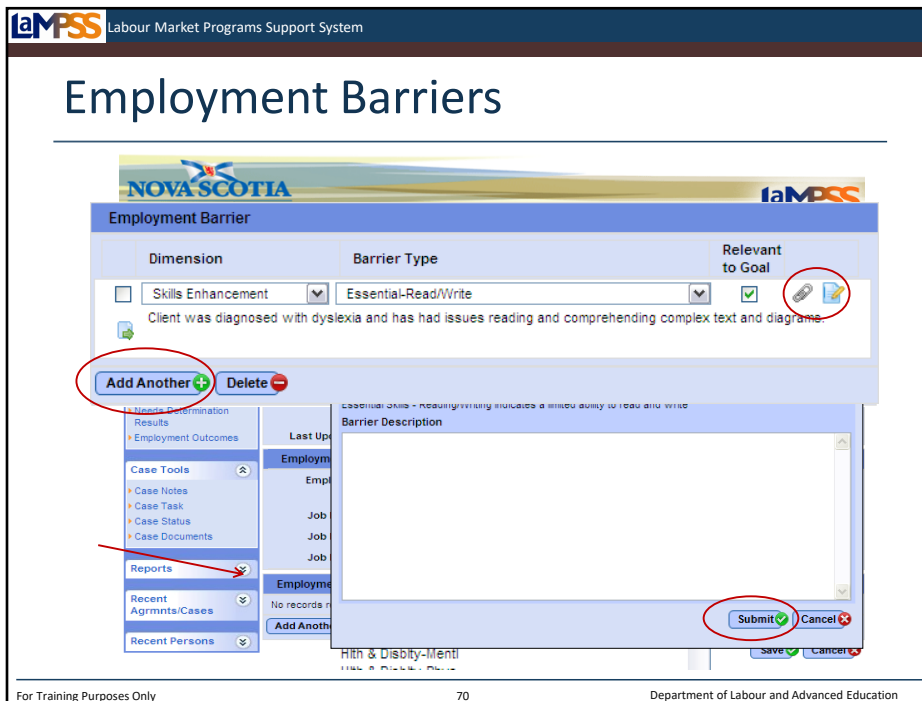 LaMPSS Labour Market Programs Support System
Employment Barriers
NOVA SCOTIA
LaMPSS
Employment Barrier
Dimension Barrier Type Relevant to Goal
Skills Enhancement Essential-Read/Write
Client was diagnosed with dyslexia and has had issues reading and comprehending complex text and diagrams.
Add Another Delete
Needs Determination
Results
Employment Outcomes
Case Tools
Case Notes
Case Task
Case Status
Case Documents
Reports
Recent
Agrmnts/Cases
Recent Persons
Last Up
Employm
Empl
Job
Job
Job
Employme
No records
Add Anoth
Essential Skills - Reading/Writing indicates a limited ability to read and write
Barrier Description
Submit Cancel
Hlth & Disblty-Mentl
Hlth & Disblty-Phys
Save Cancel
For Training Purposes Only 70 Department of Labour and Advanced Education